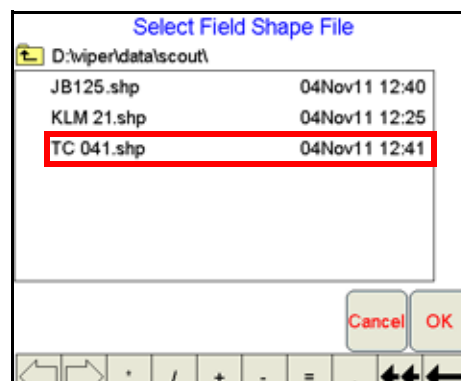 Select Field Shape File
D:\viper\data\scout\
JB125.shp 04Nov11 12:40
KLM 21.shp 04Nov11 12:25
TC 041.shp 04Nov11 12:41
Cancel OK
* / + - =